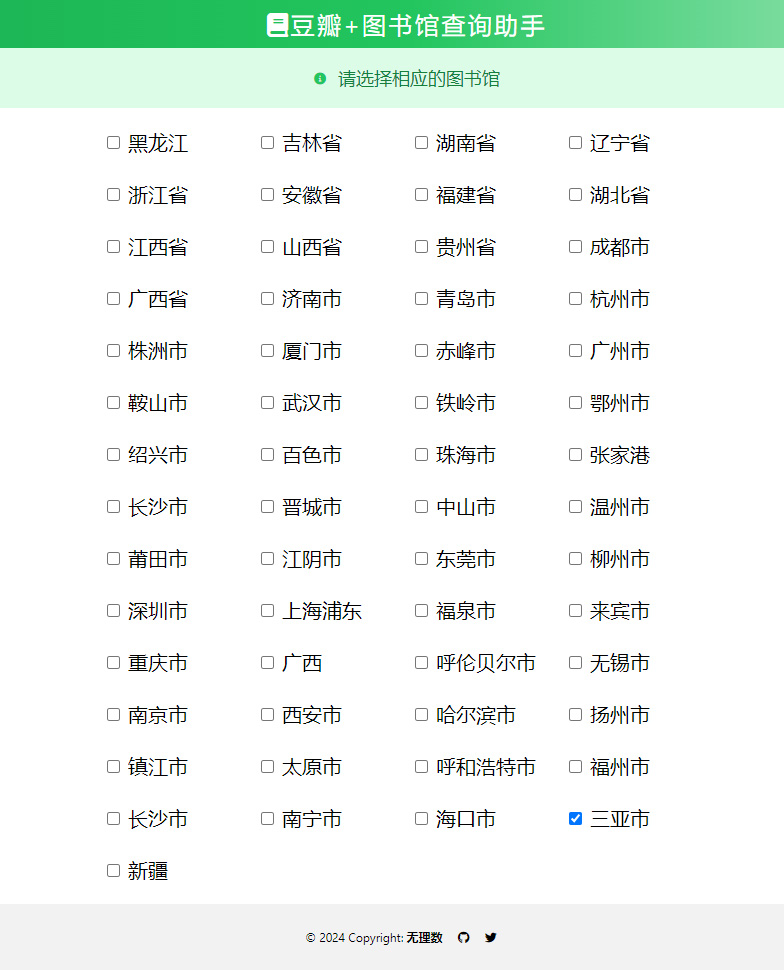 豆瓣+图书馆查询助手
请选择相应的图书馆
黑龙江 吉林省 湖南省 辽宁省
浙江省 安徽省 福建省 湖北省
江西省 山西省 贵州省 成都市
广西省 济南市 青岛市 杭州市
株洲市 厦门市 赤峰市 广州市
鞍山市 武汉市 铁岭市 鄂州市
绍兴市 百色市 珠海市 张家港
长沙市 晋城市 中山市 温州市
莆田市 江阴市 东莞市 柳州市
深圳市 上海浦东 福泉市 来宾市
重庆市 广西 呼伦贝尔市 无锡市
南京市 西安市 哈尔滨市 扬州市
镇江市 太原市 呼和浩特市 福州市
长沙市 南宁市 海口市 三亚市
新疆
© 2024 Copyright: 无理数